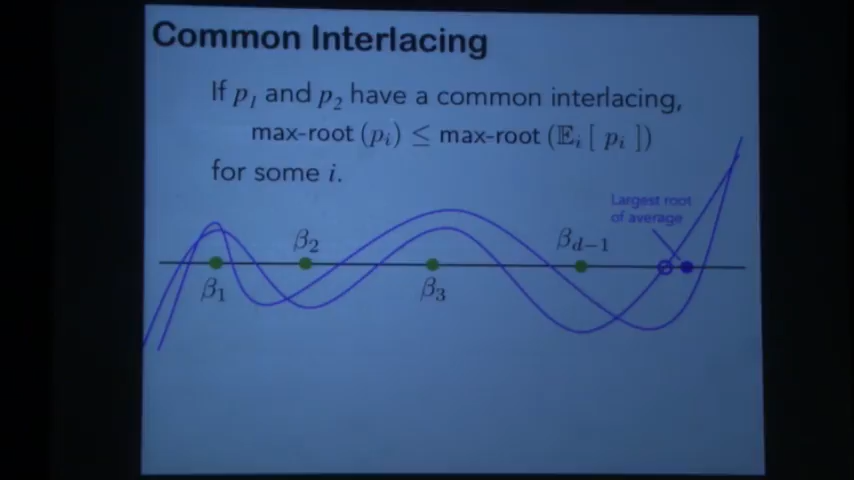 Common Interlacing
If p₁ and p₂ have a common interlacing,
max-root (pᵢ) ≤ max-root (𝔼ᵢ [ pᵢ ])
for some i.
Largest root
of average
β₂
β_{d−1}
β₁
β₃